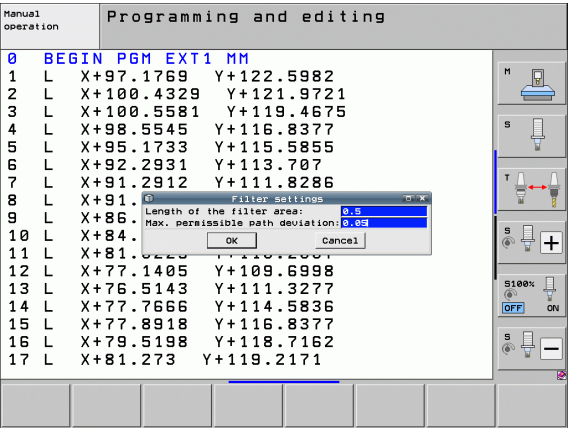 Manual
operation
Programming and editing
0 BEGIN PGM EXT1 MM
1 L X+97.1769 Y+122.5982
2 L X+100.4329 Y+121.9721
3 L X+100.5581 Y+119.4675
4 L X+98.5545 Y+116.8377
5 L X+95.1733 Y+115.5855
6 L X+92.2931 Y+113.707
7 L X+91.2912 Y+111.8286
8 L X+91.
9 L X+86.
10 L X+84.
11 L X+81.
12 L X+77.1405 Y+109.6998
13 L X+76.5143 Y+111.3277
14 L X+77.7666 Y+114.5836
15 L X+77.8918 Y+116.8377
16 L X+79.5198 Y+118.7162
17 L X+81.273 Y+119.2171
Filter settings
Length of the filter area: 0.5
Max. permissible path deviation: 0.05
OK Cancel
M
S
T
S
S100%
OFF ON
S